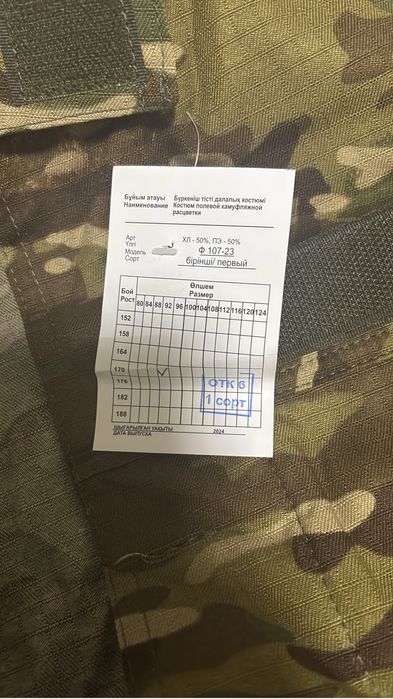 Бұйым атауы Бүркеніш түсті далалық костюмі
Наименование Костюм полевой камуфляжной
расцветки
Арт ХЛ - 50%, ПЭ - 50%
Үлгі
Модель Ф 107-23
Сорт бірінші/ первый
Бой Өлшем
Рост Размер
80 84 88 92 96 100 104 108 112 116 120 124
152
158
164
170 ✓
176
182
188
ОТК 6
1 сорт
ШЫҒАРЫЛҒАН УАҚЫТЫ
ДАТА ВЫПУСКА 2024